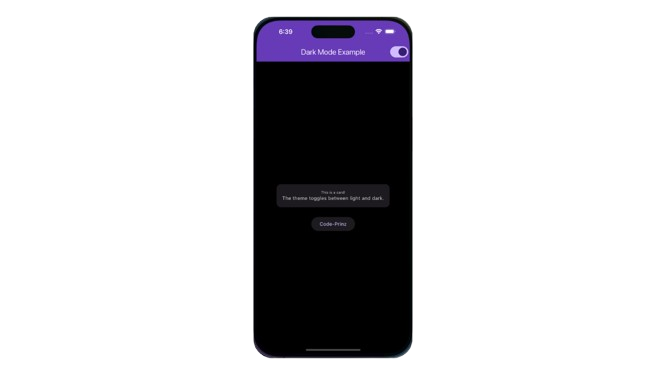 6:39
Dark Mode Example
This is a card!
The theme toggles between light and dark.
Code-Prinz